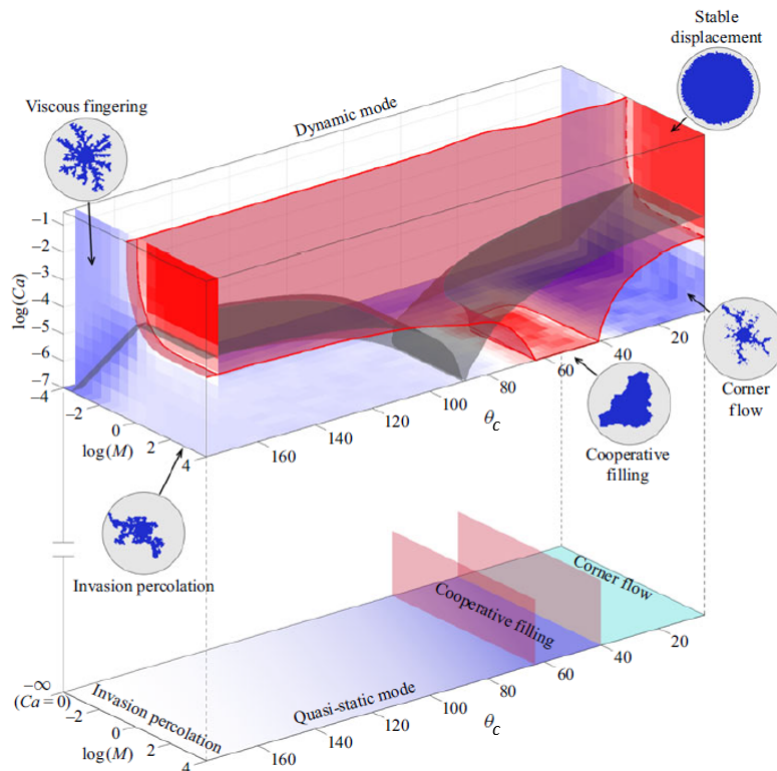 Stable
displacement
Viscous fingering
Dynamic mode
−1
−2
−3
−4
−5
−6
−7
log(Ca)
−4
−2
0
2
4
log(M)
160
140
120
100
80
60
40
20
θc
Corner
flow
Cooperative
filling
Invasion percolation
Corner flow
Cooperative filling
Quasi-static mode
Invasion percolation
−∞
(Ca = 0)
−2
0
2
4
log(M)
160
140
120
100
80
60
40
20
θc